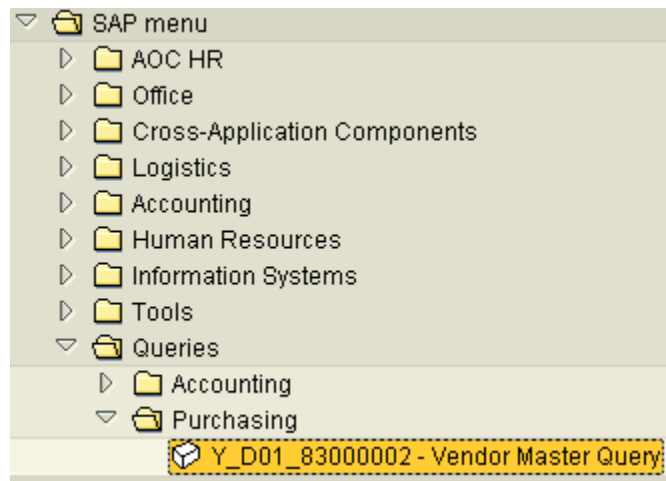 SAP menu
AOC HR
Office
Cross-Application Components
Logistics
Accounting
Human Resources
Information Systems
Tools
Queries
Accounting
Purchasing
Y_D01_83000002 - Vendor Master Query